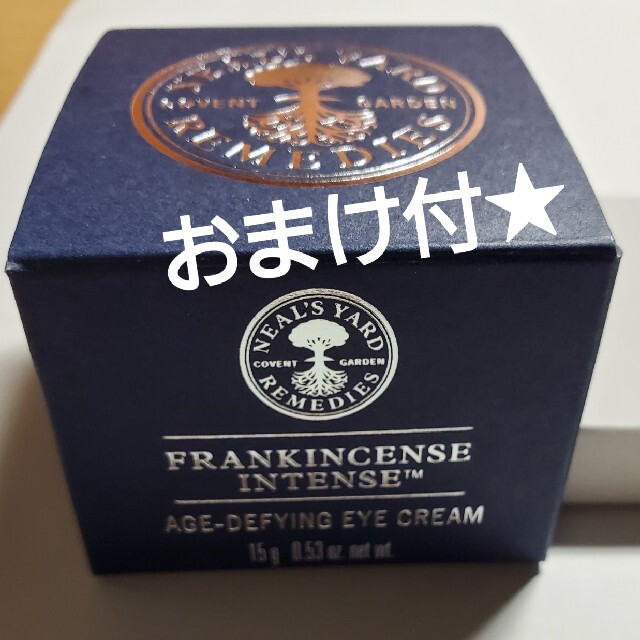 NEAL'S YARD
COVENT GARDEN
REMEDIES
おまけ付★
NEAL'S YARD
COVENT GARDEN
REMEDIES
FRANKINCENSE
INTENSE™
AGE-DEFYING EYE CREAM
15 g 0.53 oz. net wt.